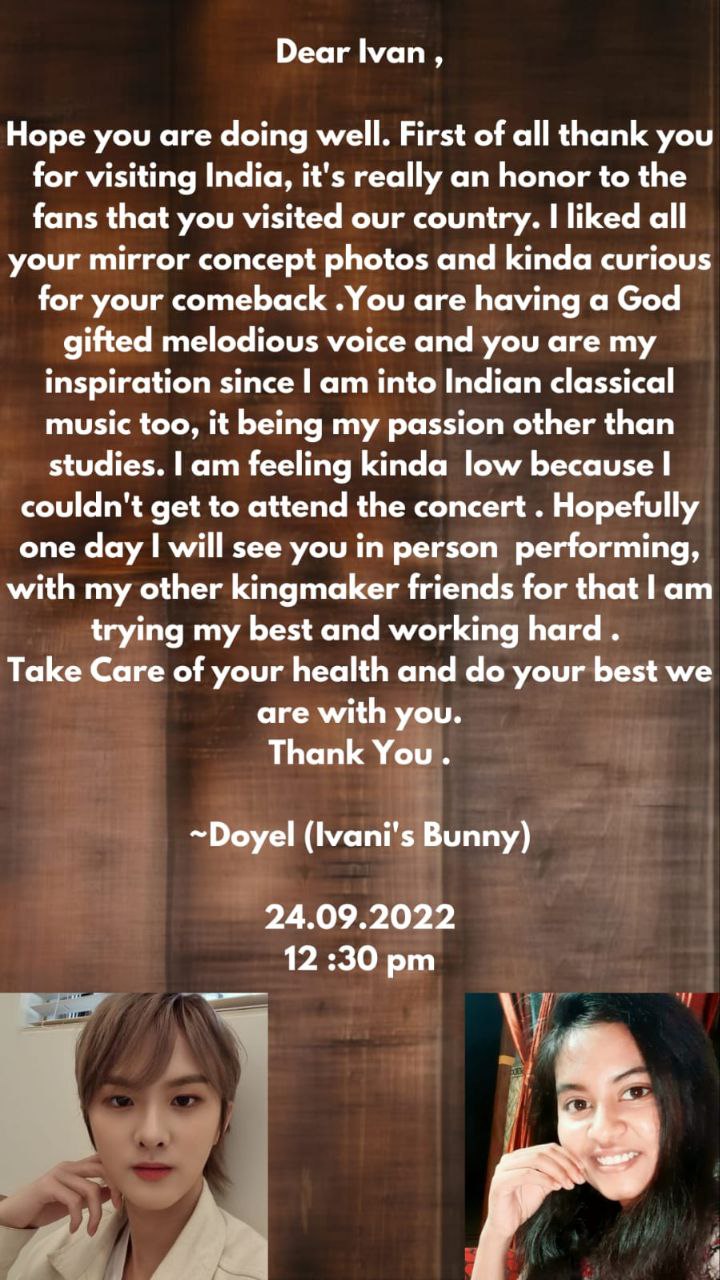 Dear Ivan ,
Hope you are doing well. First of all thank you
for visiting India, it's really an honor to the
fans that you visited our country. I liked all
your mirror concept photos and kinda curious
for your comeback .You are having a God
gifted melodious voice and you are my
inspiration since I am into Indian classical
music too, it being my passion other than
studies. I am feeling kinda  low because I
couldn't get to attend the concert . Hopefully
one day I will see you in person  performing,
with my other kingmaker friends for that I am
trying my best and working hard .
Take Care of your health and do your best we
are with you.
Thank You .
~Doyel (Ivani's Bunny)
24.09.2022
12 :30 pm